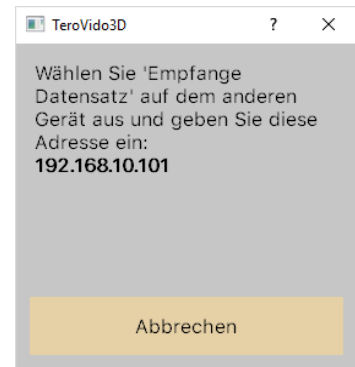 TeroVido3D
Wählen Sie 'Empfange
Datensatz' auf dem anderen
Gerät aus und geben Sie diese
Adresse ein:
192.168.10.101
Abbrechen